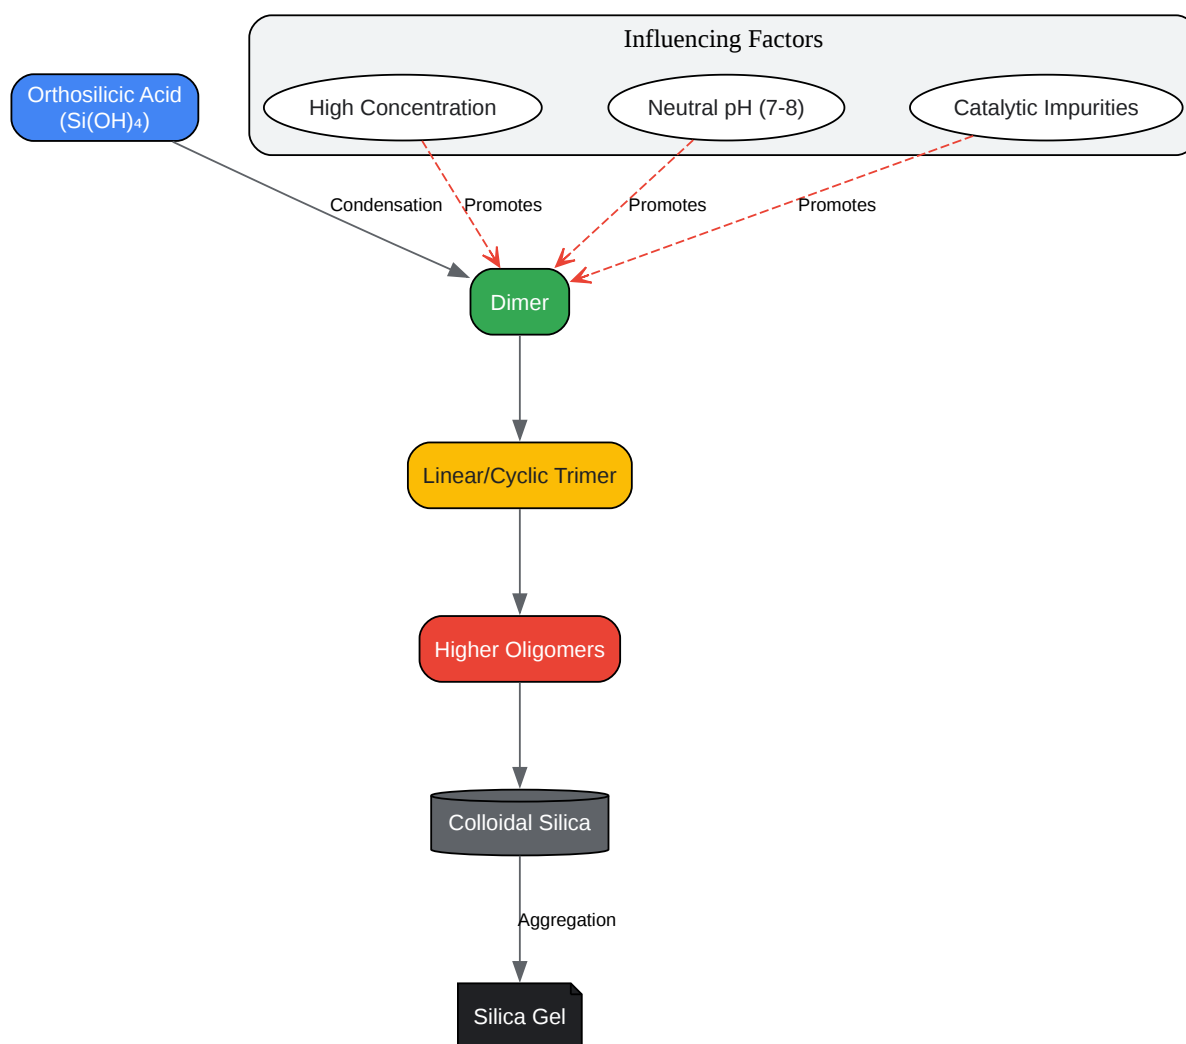 Influencing Factors
Orthosilicic Acid
(Si(OH)₄)
High Concentration
Neutral pH (7-8)
Catalytic Impurities
Condensation
Promotes
Promotes
Promotes
Dimer
Linear/Cyclic Trimer
Higher Oligomers
Colloidal Silica
Aggregation
Silica Gel